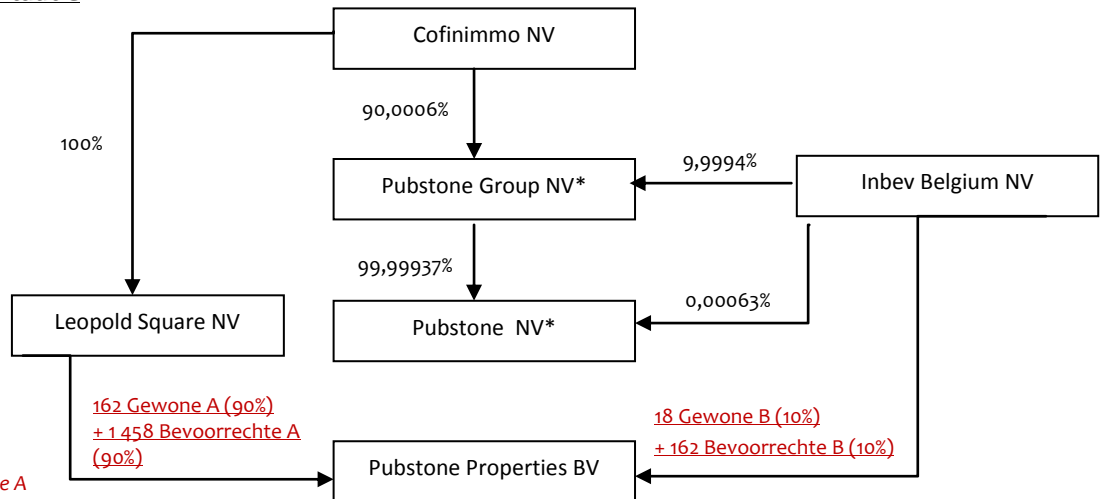 Cofinimmo NV
90,0006%
100%
9,9994%
Pubstone Group NV*
Inbev Belgium NV
99,99937%
0,00063%
Leopold Square NV
Pubstone NV*
162 Gewone A (90%)
+ 1 458 Bevoorrechte A
(90%)
18 Gewone B (10%)
+ 162 Bevoorrechte B (10%)
Pubstone Properties BV
e A